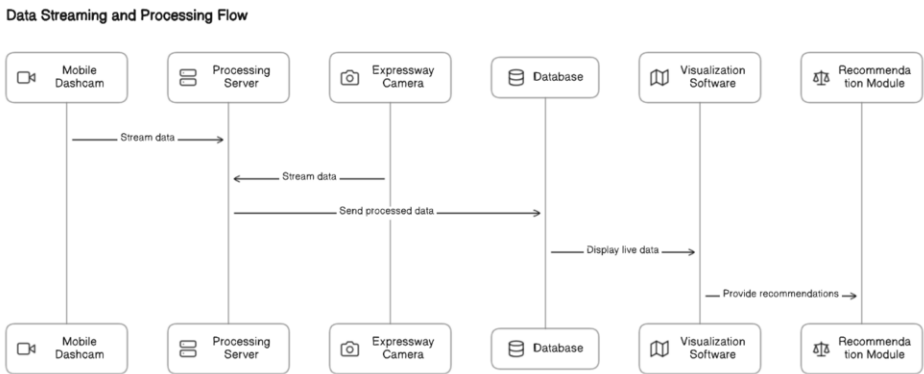 Data Streaming and Processing Flow
Mobile
Dashcam
Processing
Server
Expressway
Camera
Database
Visualization
Software
Recommenda
tion Module
Stream data
Stream data
Send processed data
Display live data
Provide recommendations
Mobile
Dashcam
Processing
Server
Expressway
Camera
Database
Visualization
Software
Recommenda
tion Module